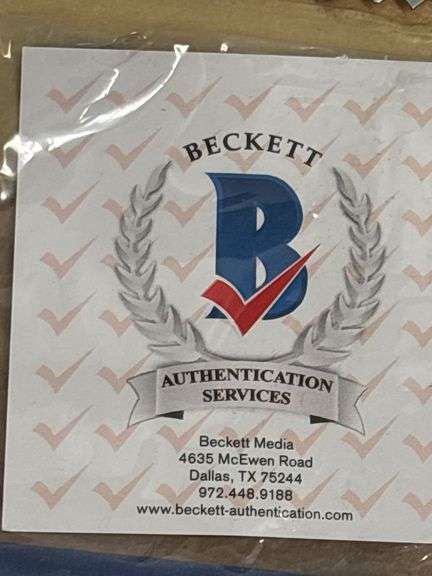 BECKETT
B
AUTHENTICATION
SERVICES
Beckett Media
4635 McEwen Road
Dallas, TX 75244
972.448.9188
www.beckett-authentication.com